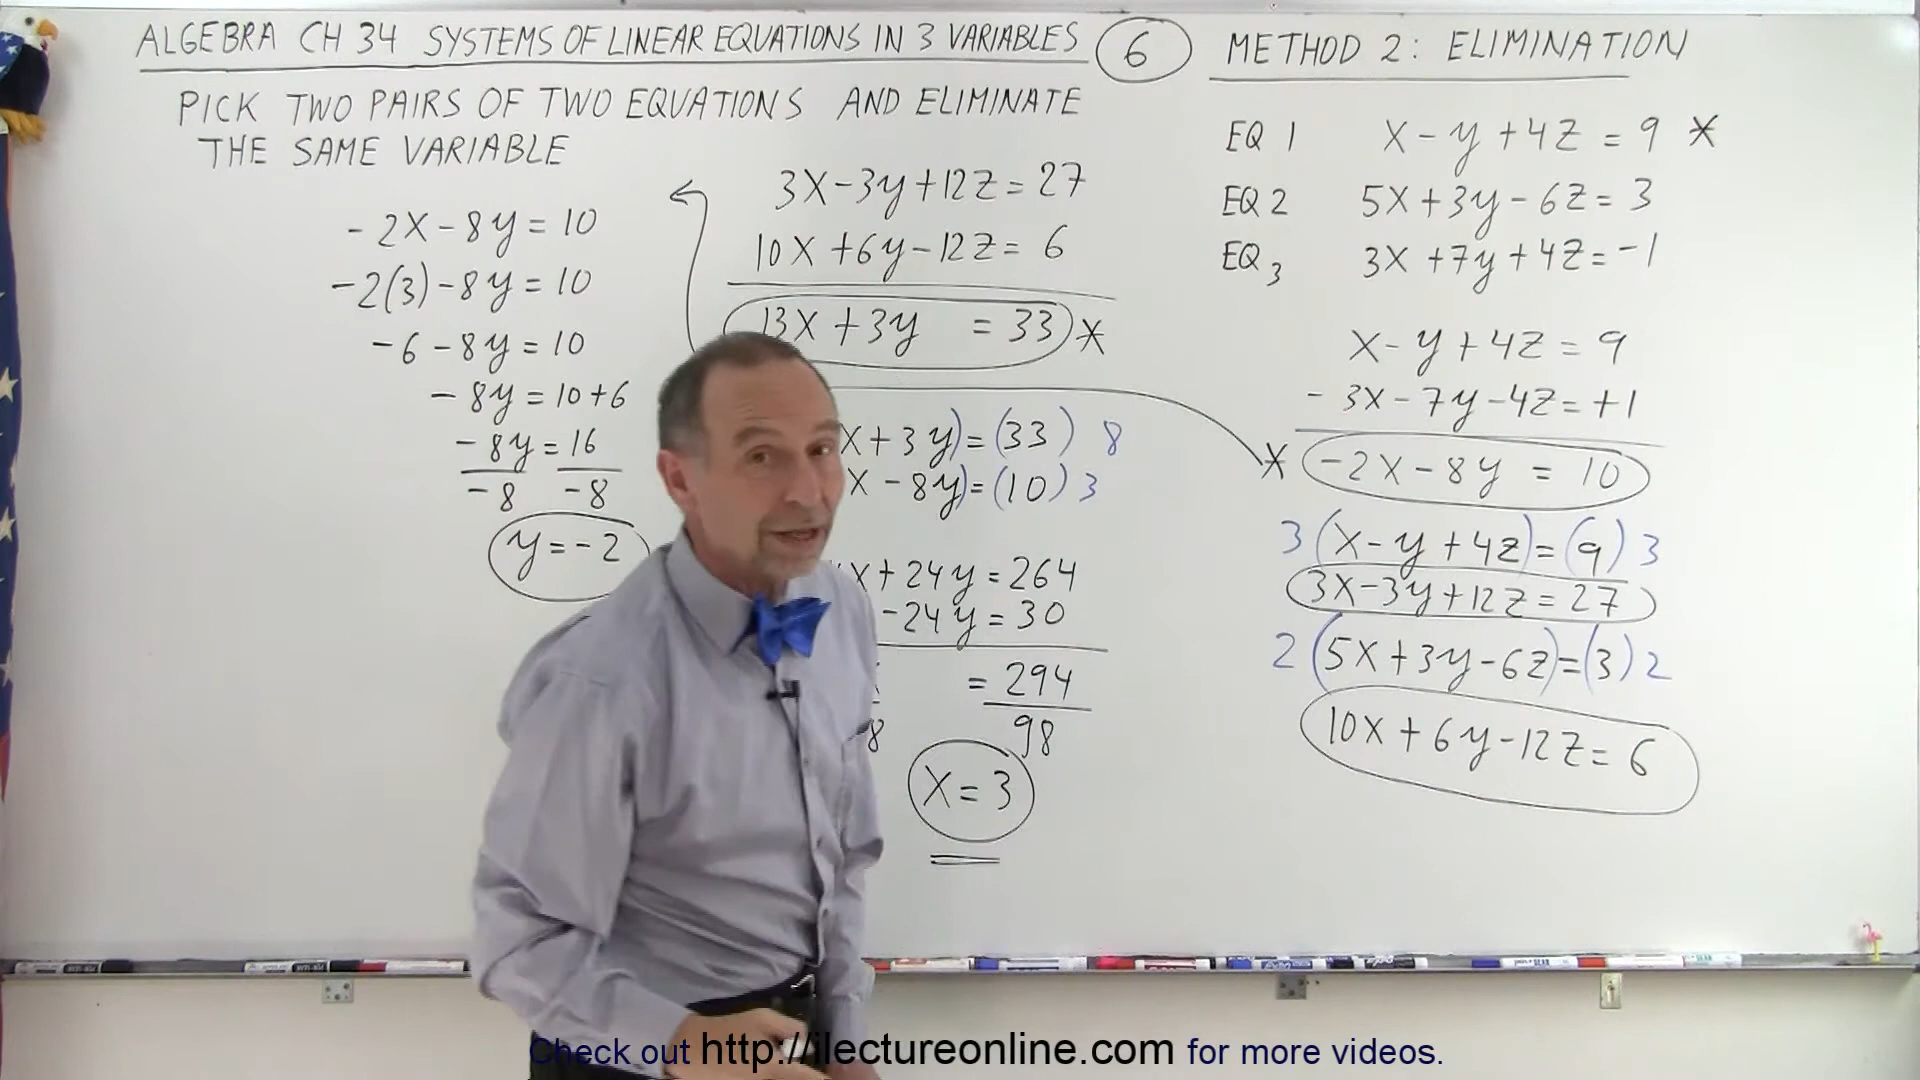 ALGEBRA CH 34 SYSTEMS OF LINEAR EQUATIONS IN 3 VARIABLES
6
METHOD 2: ELIMINATION
PICK TWO PAIRS OF TWO EQUATIONS AND ELIMINATE
THE SAME VARIABLE
-2X-8y=10
-2(3)-8y=10
-6-8y=10
-8y=10+6
-8y=16
-8 -8
y=-2
3X-3y+12Z=27
10X+6y-12Z=6
13X+3y =33*
X+3y)=(33) 8
X-8y)=(10)3
X+24y=264
-24y=30
=294
8 98
X=3
EQ 1 X-y+4Z=9 *
EQ 2 5X+3y-6Z=3
EQ 3 3X+7y+4Z=-1
X-y+4Z=9
-3X-7y-4Z=+1
* -2X-8y=10
3(X-y+4Z)=(9)3
3X-3y+12Z=27
2(5X+3y-6Z)=(3)2
10X+6y-12Z=6
Check out http://ilectureonline.com for more videos.